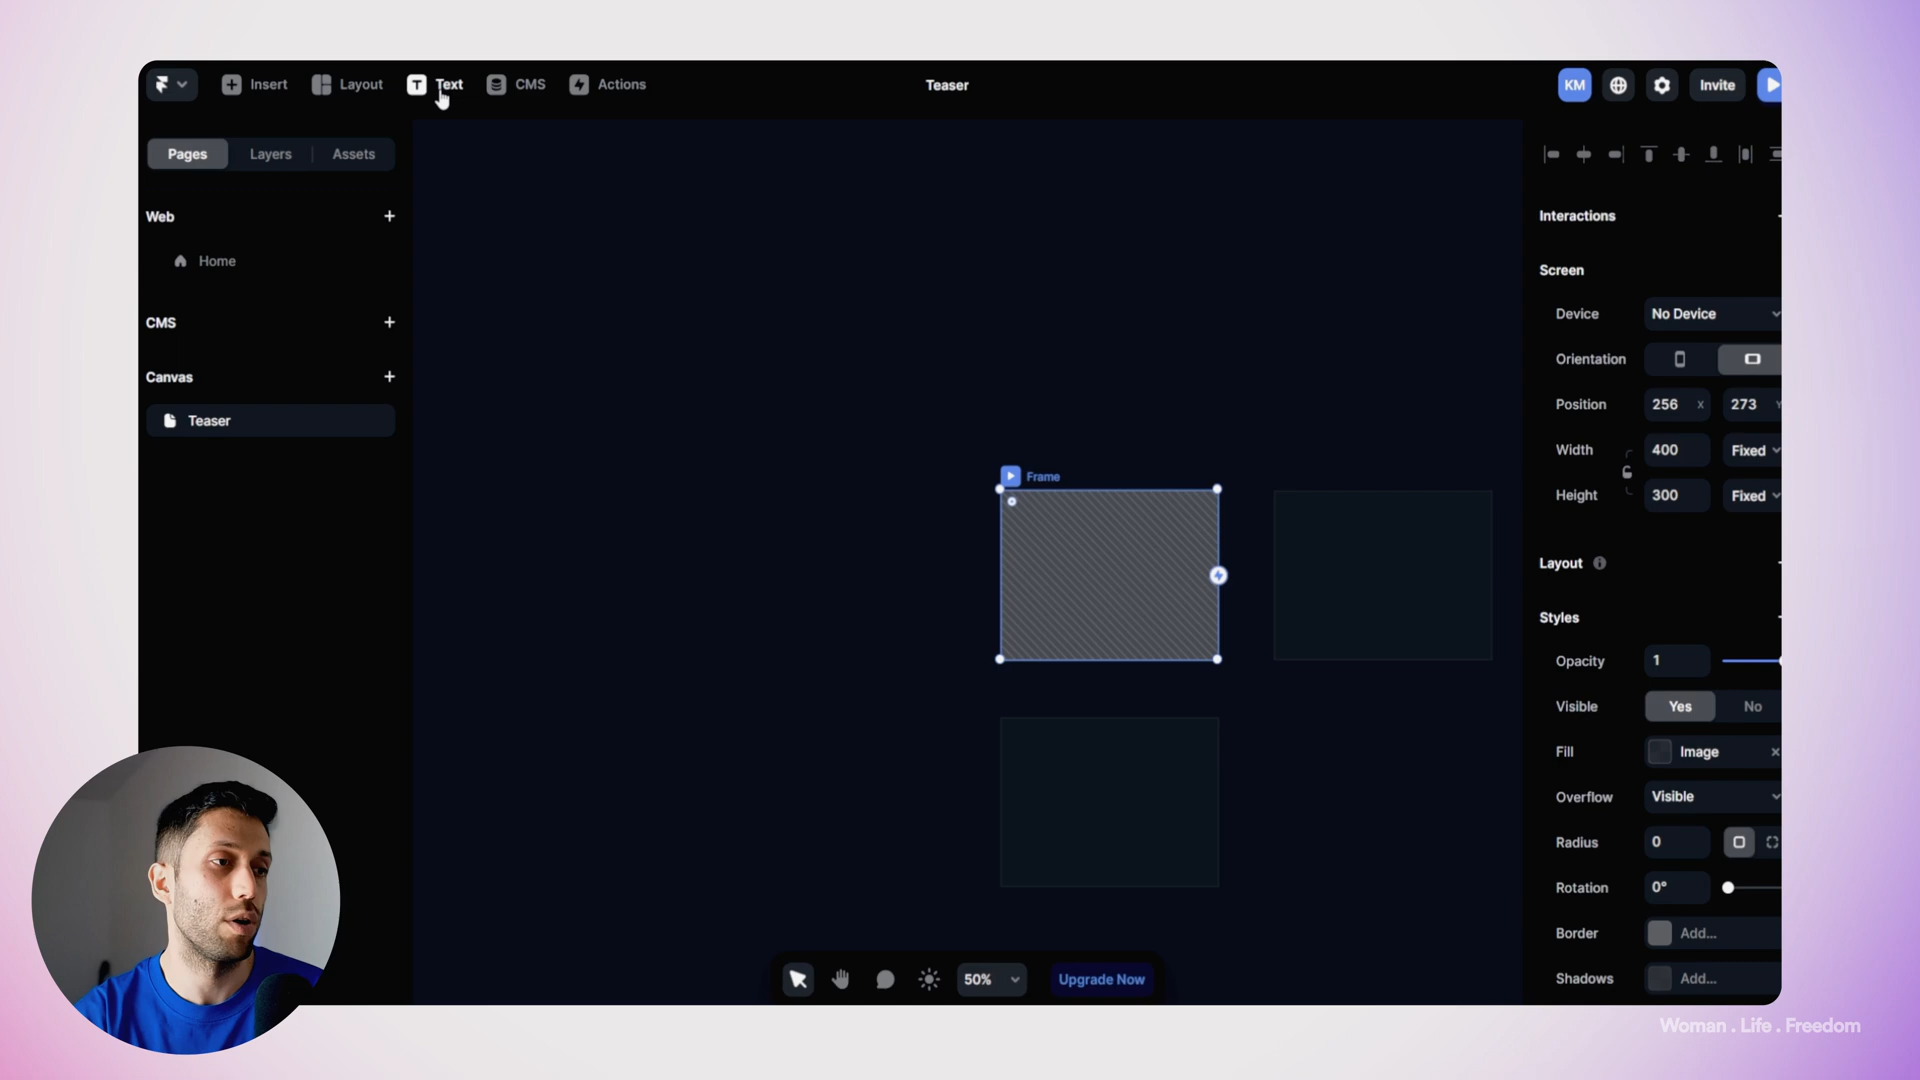 Insert Layout Text CMS Actions Teaser KM Invite
Pages Layers Assets
Web
Home
CMS
Canvas
Teaser
Frame
Interactions
Screen
Device No Device
Orientation
Position 256 X 273 Y
Width 400 Fixed
Height 300 Fixed
Layout
Styles
Opacity 1
Visible Yes No
Fill Image
Overflow Visible
Radius 0
Rotation 0°
Border Add...
Shadows Add...
50% Upgrade Now
Woman . Life . Freedom